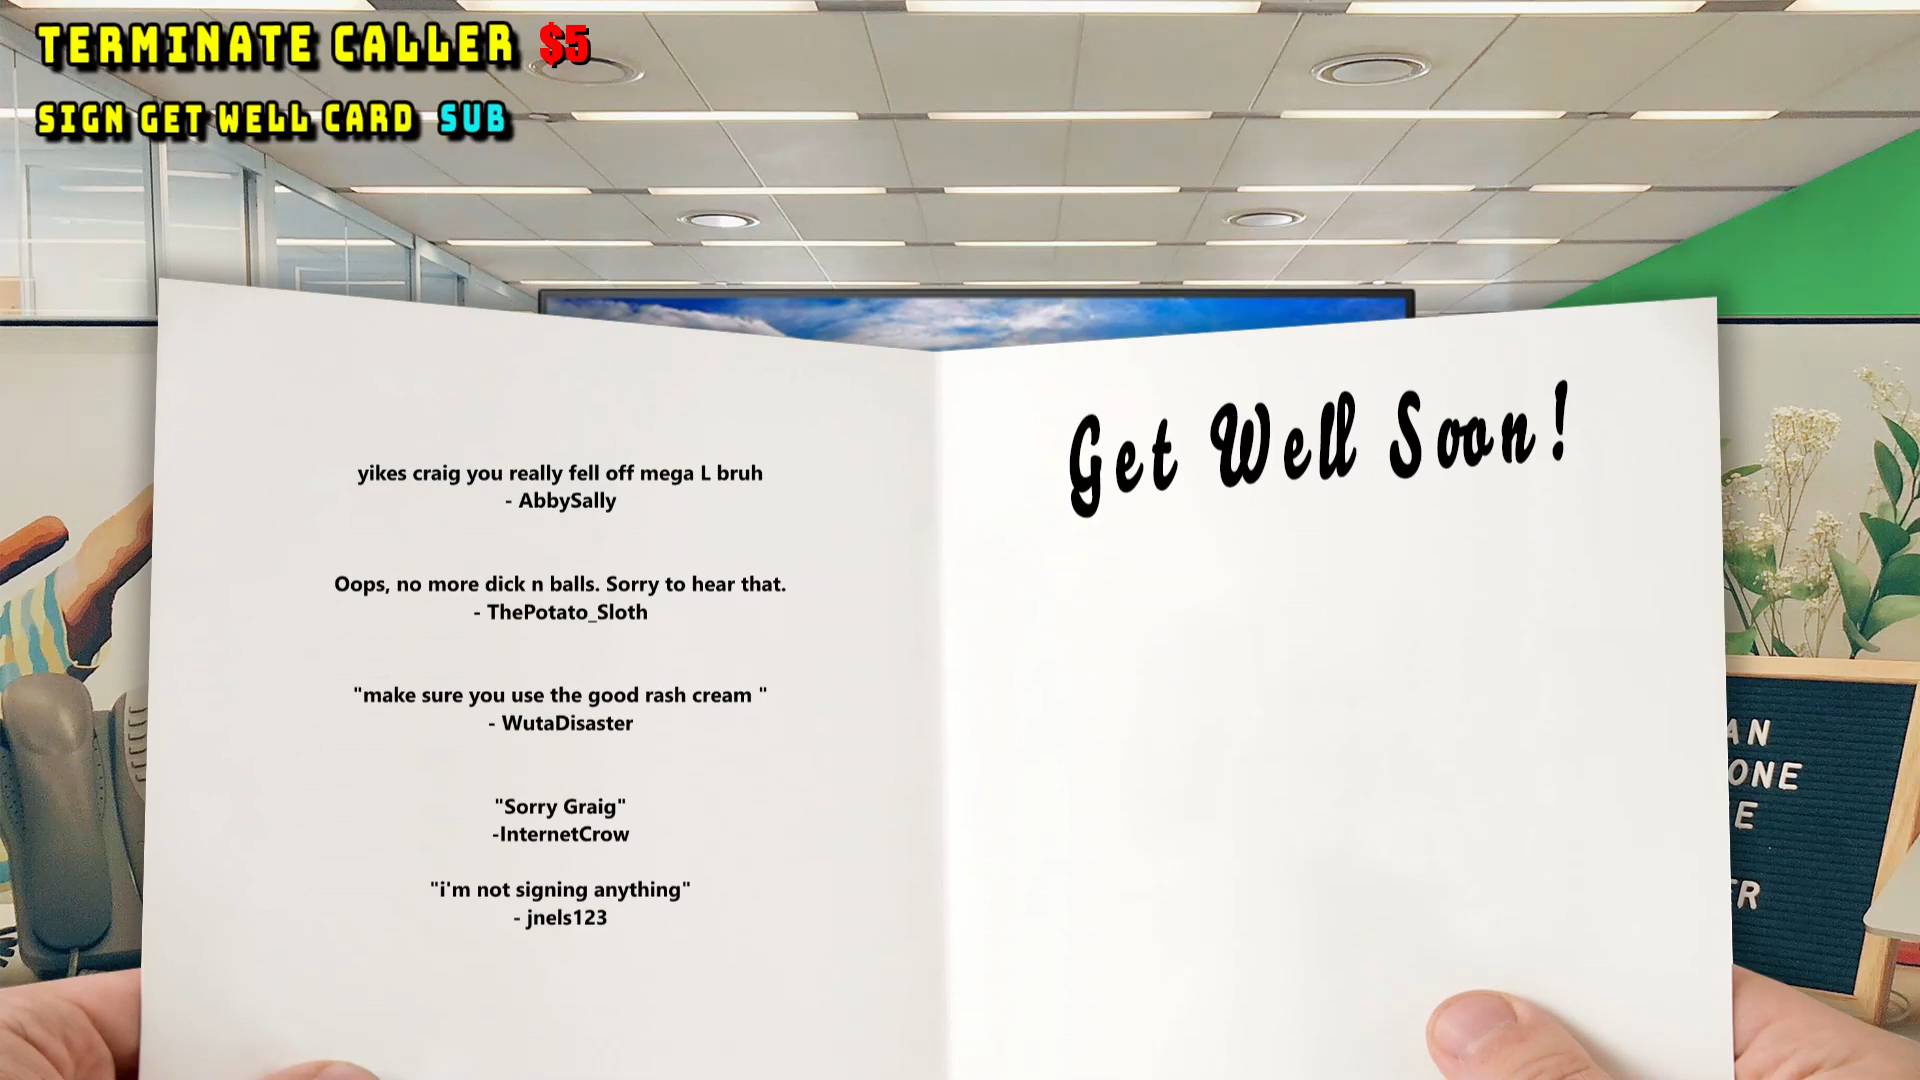 TERMINATE CALLER $5
SIGN GET WELL CARD SUB
yikes craig you really fell off mega L bruh
- AbbySally
Oops, no more dick n balls. Sorry to hear that.
- ThePotato_Sloth
"make sure you use the good rash cream "
- WutaDisaster
"Sorry Graig"
-InternetCrow
"i'm not signing anything"
- jnels123
Get Well Soon!
AN
ONE
E
R